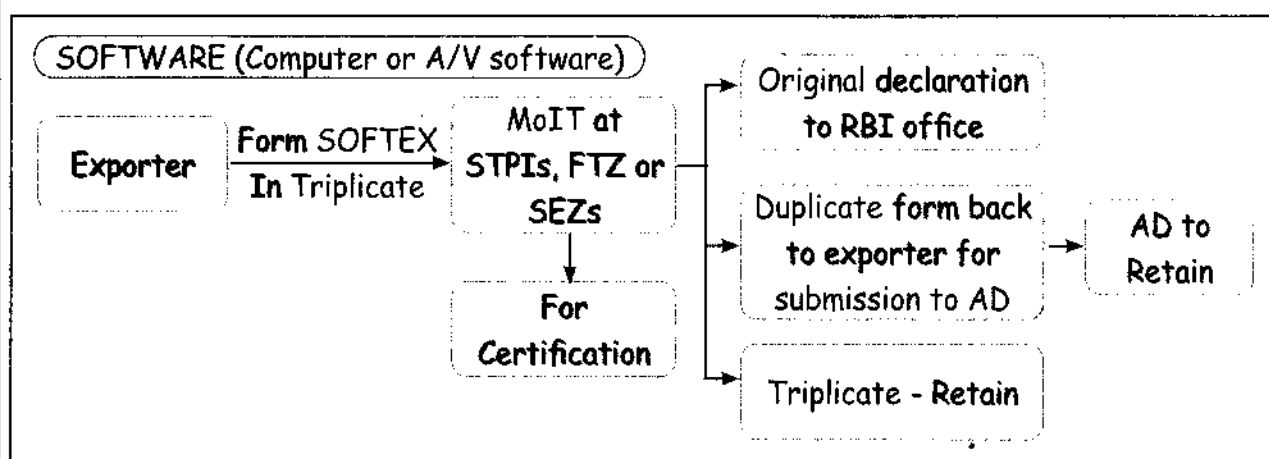 SOFTWARE (Computer or A/V software)
Exporter
Form SOFTEX
In Triplicate
MoIT at
STPIs, FTZ or
SEZs
For
Certification
Original declaration
to RBI office
Duplicate form back
to exporter for
submission to AD
AD to
Retain
Triplicate - Retain